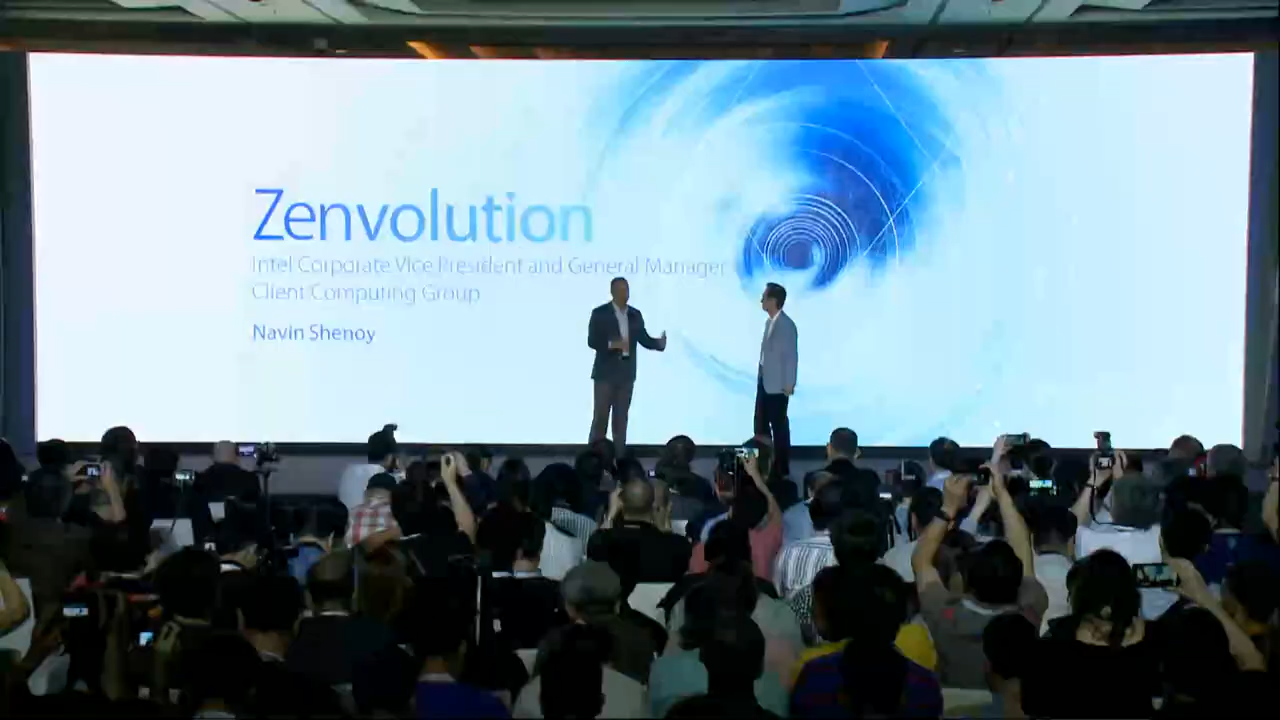 Zenvolution
Intel Corporate Vice President and General Manager
Client Computing Group
Navin Shenoy